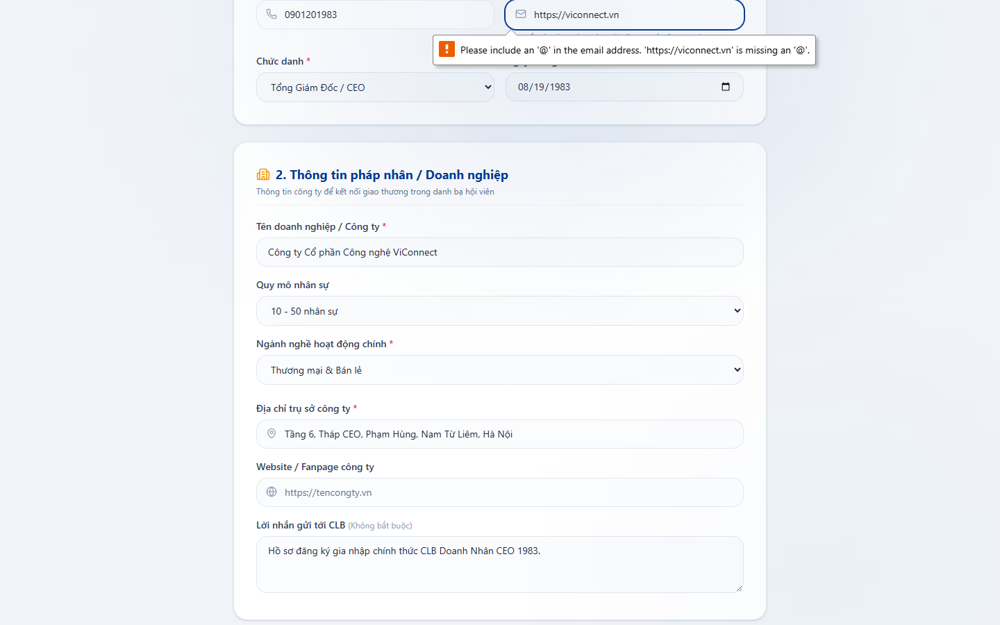 0901201983
https://viconnect.vn
Please include an '@' in the email address. 'https://viconnect.vn' is missing an '@'.
Chức danh *
Tổng Giám Đốc / CEO
08/19/1983
2. Thông tin pháp nhân / Doanh nghiệp
Thông tin công ty để kết nối giao thương trong danh bạ hội viên
Tên doanh nghiệp / Công ty *
Công ty Cổ phần Công nghệ ViConnect
Quy mô nhân sự
10 - 50 nhân sự
Ngành nghề hoạt động chính *
Thương mại & Bán lẻ
Địa chỉ trụ sở công ty *
Tầng 6, Tháp CEO, Phạm Hùng, Nam Từ Liêm, Hà Nội
Website / Fanpage công ty
https://tencongty.vn
Lời nhắn gửi tới CLB (Không bắt buộc)
Hồ sơ đăng ký gia nhập chính thức CLB Doanh Nhân CEO 1983.